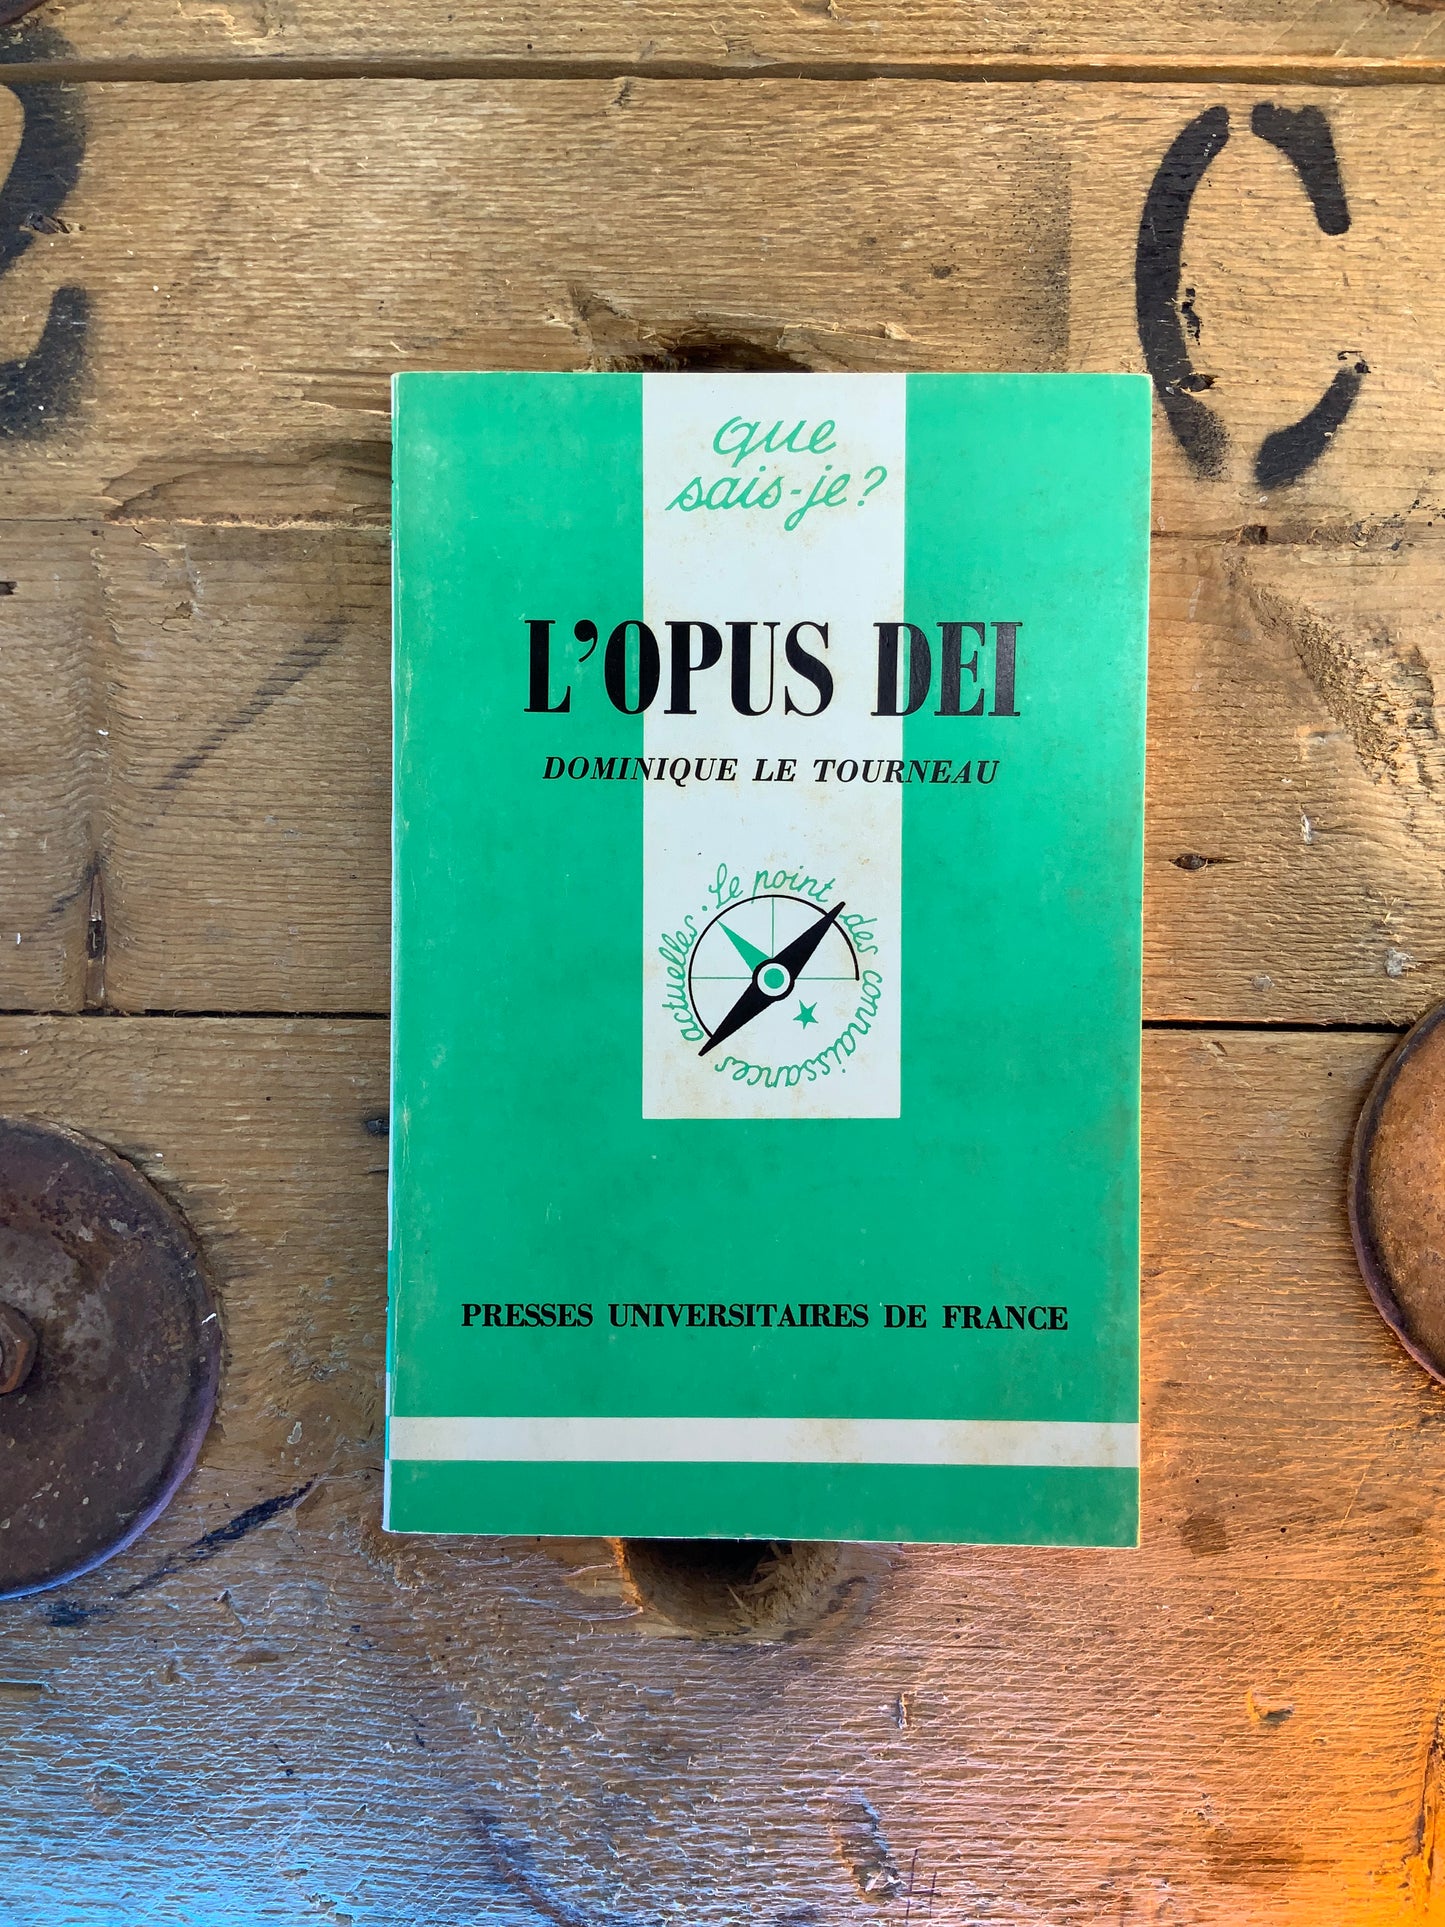 C
que
sais-je?
L'OPUS DEI
DOMINIQUE LE TOURNEAU
Le point des connaissances actuelles.
PRESSES UNIVERSITAIRES DE FRANCE